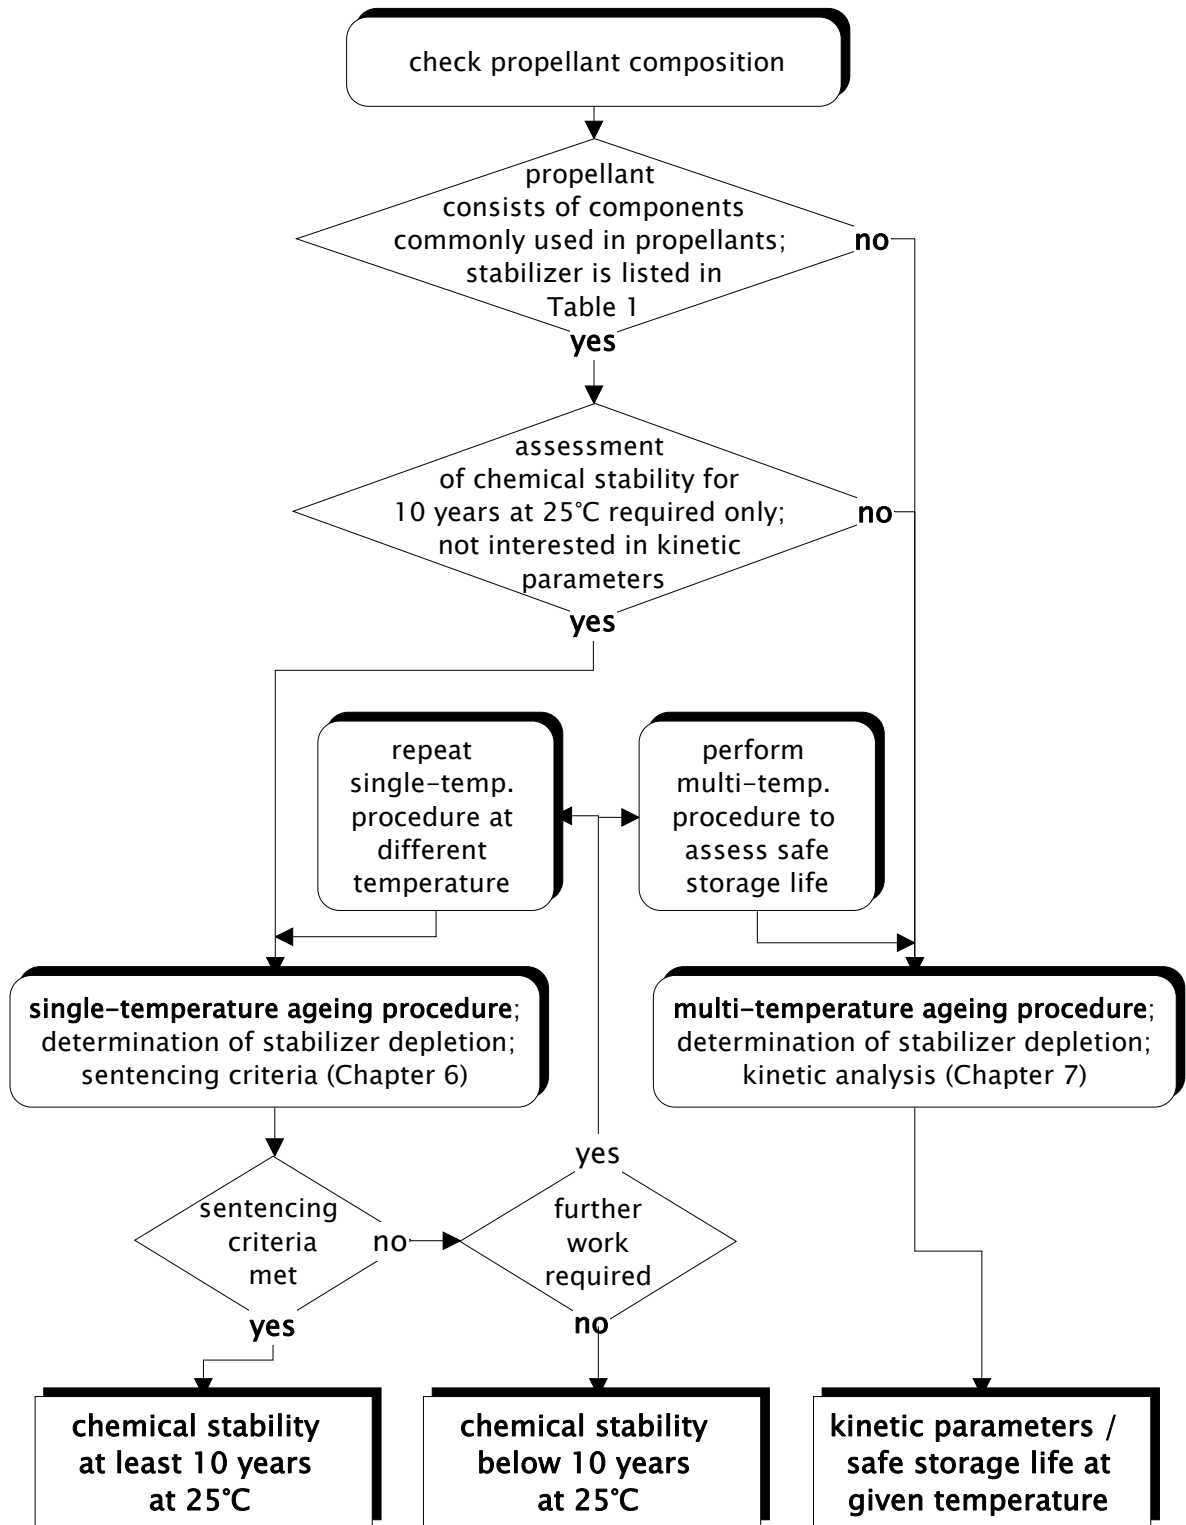 check propellant composition
propellant
consists of components
commonly used in propellants;
stabilizer is listed in
Table 1
no
yes
assessment
of chemical stability for
10 years at 25°C required only;
not interested in kinetic
parameters
no
yes
repeat
single-temp.
procedure at
different
temperature
perform
multi-temp.
procedure to
assess safe
storage life
single-temperature ageing procedure;
determination of stabilizer depletion;
sentencing criteria (Chapter 6)
multi-temperature ageing procedure;
determination of stabilizer depletion;
kinetic analysis (Chapter 7)
sentencing
criteria
met
no
yes
yes
further
work
required
no
chemical stability
at least 10 years
at 25°C
chemical stability
below 10 years
at 25°C
kinetic parameters /
safe storage life at
given temperature